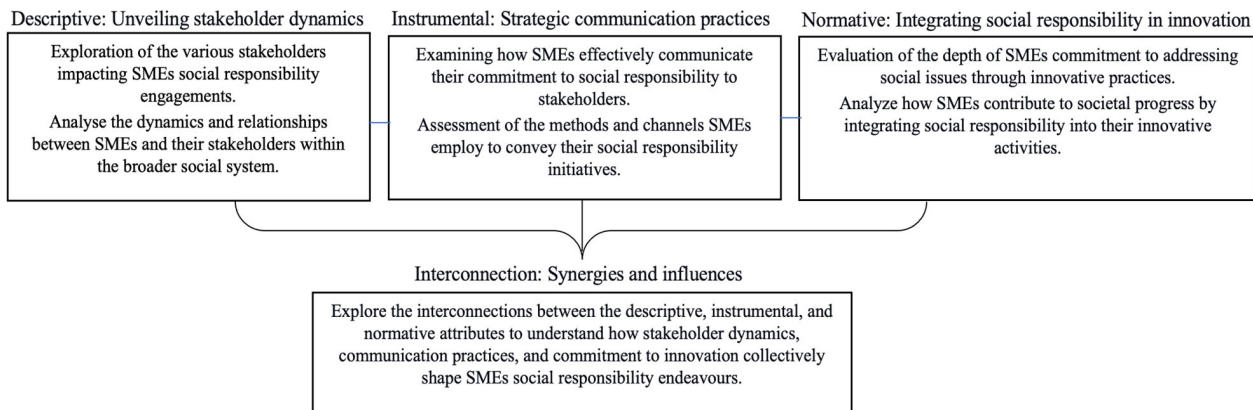 Descriptive: Unveiling stakeholder dynamics
Exploration of the various stakeholders
impacting SMEs social responsibility
engagements.
Analyse the dynamics and relationships
between SMEs and their stakeholders within
the broader social system.
Instrumental: Strategic communication practices
Examining how SMEs effectively communicate
their commitment to social responsibility to
stakeholders.
Assessment of the methods and channels SMEs
employ to convey their social responsibility
initiatives.
Normative: Integrating social responsibility in innovation
Evaluation of the depth of SMEs commitment to addressing
social issues through innovative practices.
Analyze how SMEs contribute to societal progress by
integrating social responsibility into their innovative
activities.
Interconnection: Synergies and influences
Explore the interconnections between the descriptive, instrumental, and
normative attributes to understand how stakeholder dynamics,
communication practices, and commitment to innovation collectively
shape SMEs social responsibility endeavours.